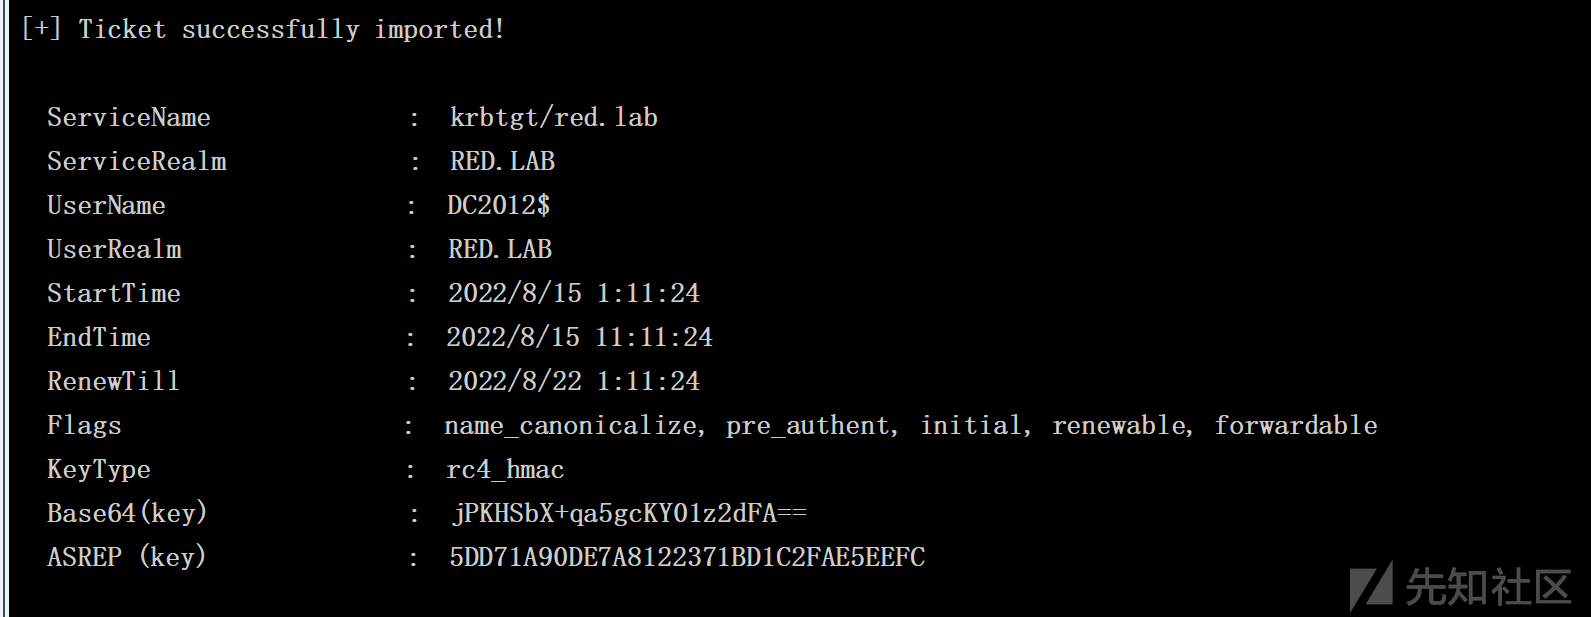 [+] Ticket successfully imported!
ServiceName : krbtgt/red.lab
ServiceRealm : RED.LAB
UserName : DC2012$
UserRealm : RED.LAB
StartTime : 2022/8/15 1:11:24
EndTime : 2022/8/15 11:11:24
RenewTill : 2022/8/22 1:11:24
Flags : name_canonicalize, pre_authent, initial, renewable, forwardable
KeyType : rc4_hmac
Base64(key) : jPKHSbX+qa5gcKY01z2dFA==
ASREP (key) : 5DD71A90DE7A8122371BD1C2FAE5EEFC
先知社区